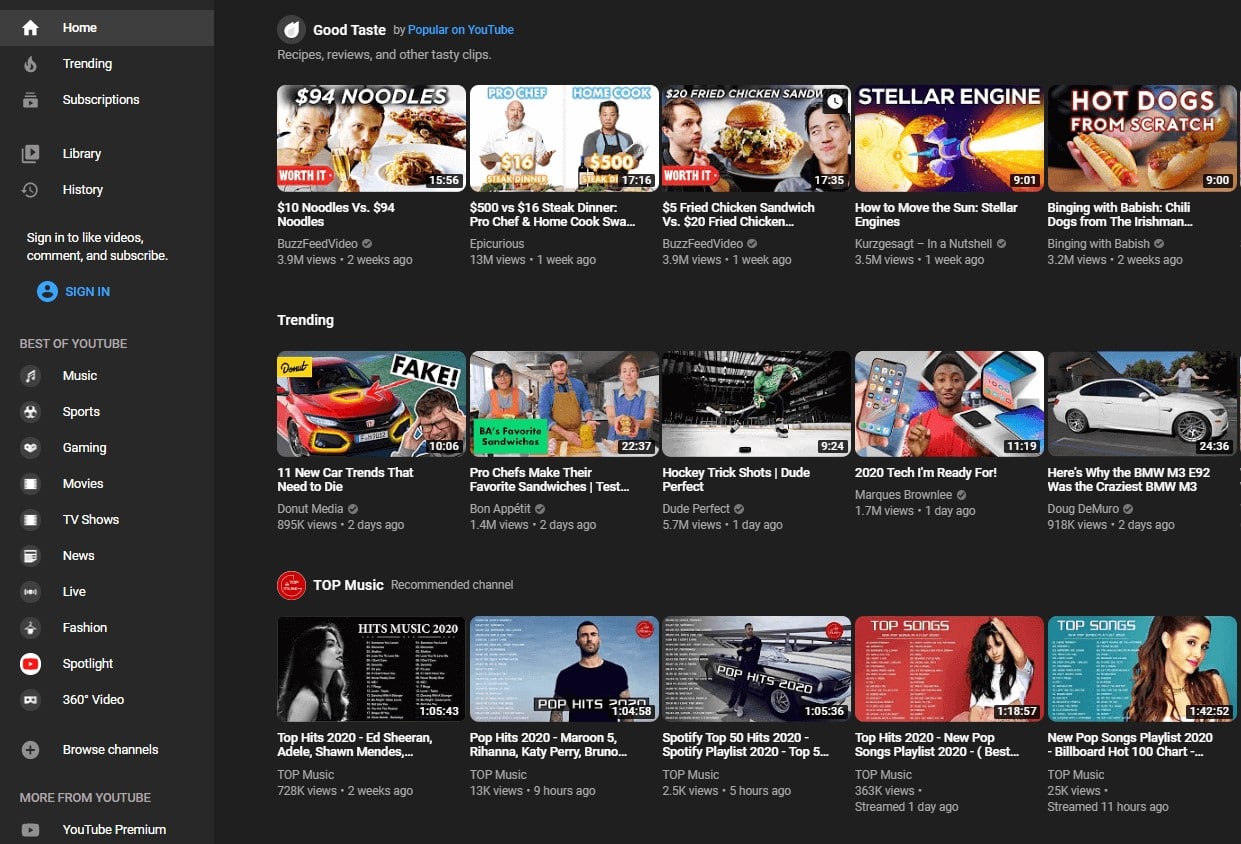 Home
Trending
Subscriptions
Library
History
Sign in to like videos,
comment, and subscribe.
SIGN IN
BEST OF YOUTUBE
Music
Sports
Gaming
Movies
TV Shows
News
Live
Fashion
Spotlight
360° Video
Browse channels
MORE FROM YOUTUBE
YouTube Premium
Good Taste by Popular on YouTube
Recipes, reviews, and other tasty clips.
$94 NOODLES
WORTH IT
15:56
$10 Noodles Vs. $94
Noodles
BuzzFeedVideo
3.9M views • 2 weeks ago
PRO CHEF HOME COOK
$16 $500
STEAK DINNER STEAK DI
17:16
$500 vs $16 Steak Dinner:
Pro Chef & Home Cook Swa...
Epicurious
13M views • 1 week ago
$20 FRIED CHICKEN SANDW
WORTH IT
17:35
$5 Fried Chicken Sandwich
Vs. $20 Fried Chicken...
BuzzFeedVideo
3.9M views • 1 week ago
STELLAR ENGINE
9:01
How to Move the Sun: Stellar
Engines
Kurzgesagt – In a Nutshell
3.5M views • 1 week ago
HOT DOGS
FROM SCRATCH
9:00
Binging with Babish: Chili
Dogs from The Irishman...
Binging with Babish
3.2M views • 2 weeks ago
Trending
Donut
FAKE!
10:06
11 New Car Trends That
Need to Die
Donut Media
895K views • 2 days ago
BA's Favorite
Sandwiches
22:37
Pro Chefs Make Their
Favorite Sandwiches | Test...
Bon Appétit
1.4M views • 2 days ago
9:24
Hockey Trick Shots | Dude
Perfect
Dude Perfect
5.7M views • 1 day ago
11:19
2020 Tech I'm Ready For!
Marques Brownlee
1.7M views • 1 day ago
24:36
Here's Why the BMW M3 E92
Was the Craziest BMW M3
Doug DeMuro
918K views • 2 days ago
TOP Music Recommended channel
HITS MUSIC 2020
1:05:43
Top Hits 2020 - Ed Sheeran,
Adele, Shawn Mendes,...
TOP Music
728K views • 2 weeks ago
POP HITS 2020
1:04:58
Pop Hits 2020 - Maroon 5,
Rihanna, Katy Perry, Bruno...
TOP Music
13K views • 9 hours ago
POP HITS 2020
1:05:36
Spotify Top 50 Hits 2020 -
Spotify Playlist 2020 - Top 5...
TOP Music
2.5K views • 5 hours ago
TOP SONGS
NEW POP SONGS PLAYLIST 2020
1:18:57
Top Hits 2020 - New Pop
Songs Playlist 2020 - ( Best...
TOP Music
363K views •
Streamed 1 day ago
TOP SONGS
NEW POP SONGS PLAYLIST 2020
1:42:52
New Pop Songs Playlist 2020
- Billboard Hot 100 Chart -...
TOP Music
25K views •
Streamed 11 hours ago